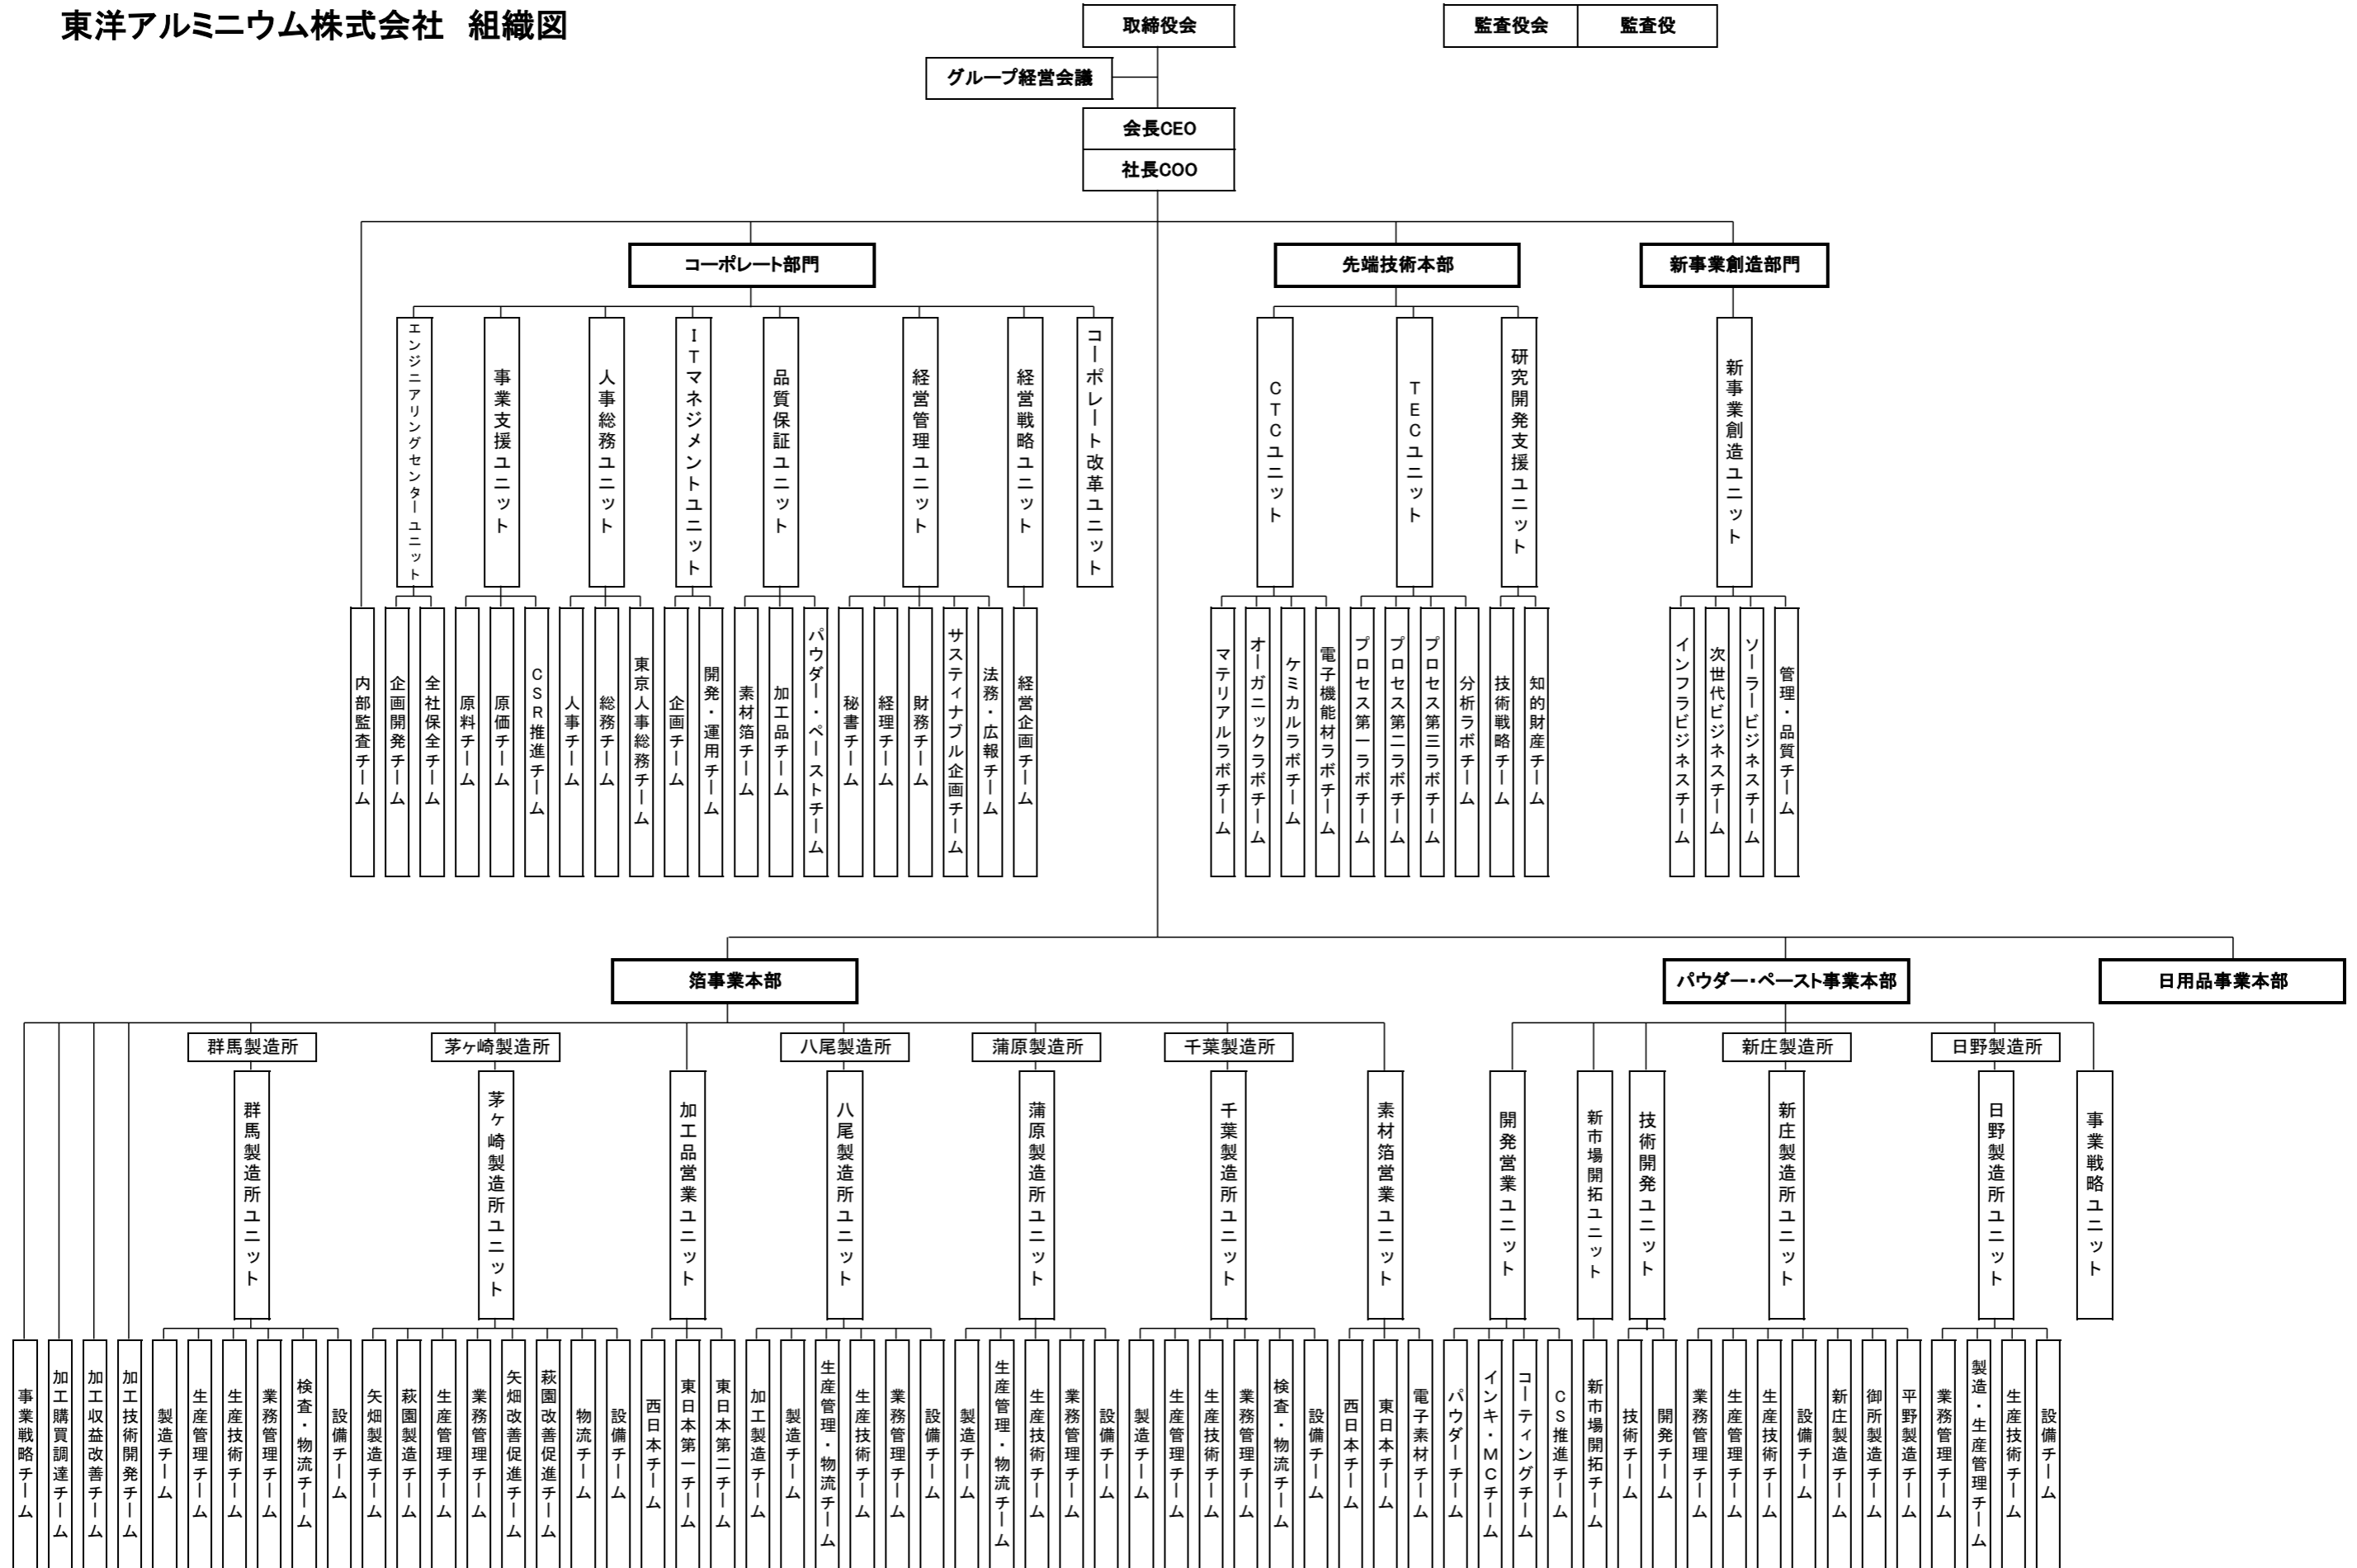 東洋アルミニウム株式会社 組織図
取締役会
監査役会
監査役
グループ経営会議
会長CEO
社長COO
コーポレート部門
先端技術本部
新事業創造部門
エンジニアリングセンターユニット
事業支援ユニット
人事総務ユニット
ITマネジメントユニット
品質保証ユニット
経営管理ユニット
経営戦略ユニット
コーポレート改革ユニット
CTCユニット
TECユニット
研究開発支援ユニット
新事業創造ユニット
内部監査チーム
企画開発チーム
全社保全チーム
原料チーム
原価チーム
CSR推進チーム
人事チーム
総務チーム
東京人事総務チーム
企画チーム
開発・運用チーム
素材箔チーム
加工品チーム
パウダー・ペーストチーム
秘書チーム
経理チーム
財務チーム
サスティナブル企画チーム
法務・広報チーム
経営企画チーム
マテリアルラボチーム
オーガニックラボチーム
ケミカルラボチーム
電子機能材ラボチーム
プロセス第一ラボチーム
プロセス第二ラボチーム
プロセス第三ラボチーム
分析ラボチーム
技術戦略チーム
知的財産チーム
インフラビジネスチーム
次世代ビジネスチーム
ソーラービジネスチーム
管理・品質チーム
箔事業本部
パウダー・ペースト事業本部
日用品事業本部
群馬製造所
茅ヶ崎製造所
八尾製造所
蒲原製造所
千葉製造所
新庄製造所
日野製造所
群馬製造所ユニット
茅ヶ崎製造所ユニット
加工品営業ユニット
八尾製造所ユニット
蒲原製造所ユニット
千葉製造所ユニット
素材箔営業ユニット
開発営業ユニット
新市場開拓ユニット
技術開発ユニット
新庄製造所ユニット
日野製造所ユニット
事業戦略ユニット
事業戦略チーム
加工購買調達チーム
加工収益改善チーム
加工技術開発チーム
製造チーム
生産管理チーム
生産技術チーム
業務管理チーム
検査・物流チーム
設備チーム
矢畑製造チーム
萩園製造チーム
生産管理チーム
業務管理チーム
矢畑改善促進チーム
萩園改善促進チーム
物流チーム
設備チーム
西日本チーム
東日本第一チーム
東日本第二チーム
加工製造チーム
製造チーム
生産管理・物流チーム
生産技術チーム
業務管理チーム
設備チーム
製造チーム
生産管理・物流チーム
生産技術チーム
業務管理チーム
設備チーム
製造チーム
生産管理チーム
生産技術チーム
業務管理チーム
検査・物流チーム
設備チーム
西日本チーム
東日本チーム
電子素材チーム
パウダーチーム
インキ・MCチーム
コーティングチーム
CS推進チーム
新市場開拓チーム
技術チーム
開発チーム
業務管理チーム
生産管理チーム
生産技術チーム
設備チーム
新庄製造チーム
御所製造チーム
平野製造チーム
業務管理チーム
製造・生産管理チーム
生産技術チーム
設備チーム